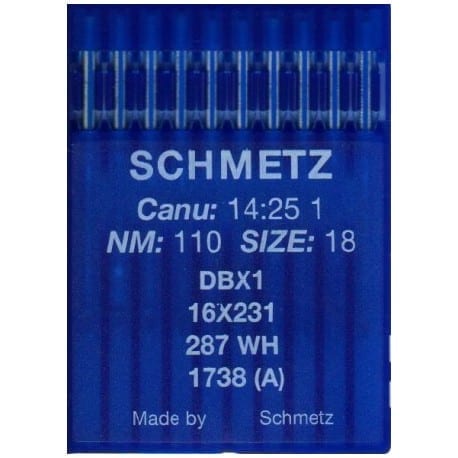 SCHMETZ
Canu: 14:25 1
NM: 110 SIZE: 18
DBX1
16X231
287 WH
1738 (A)
Made by Schmetz